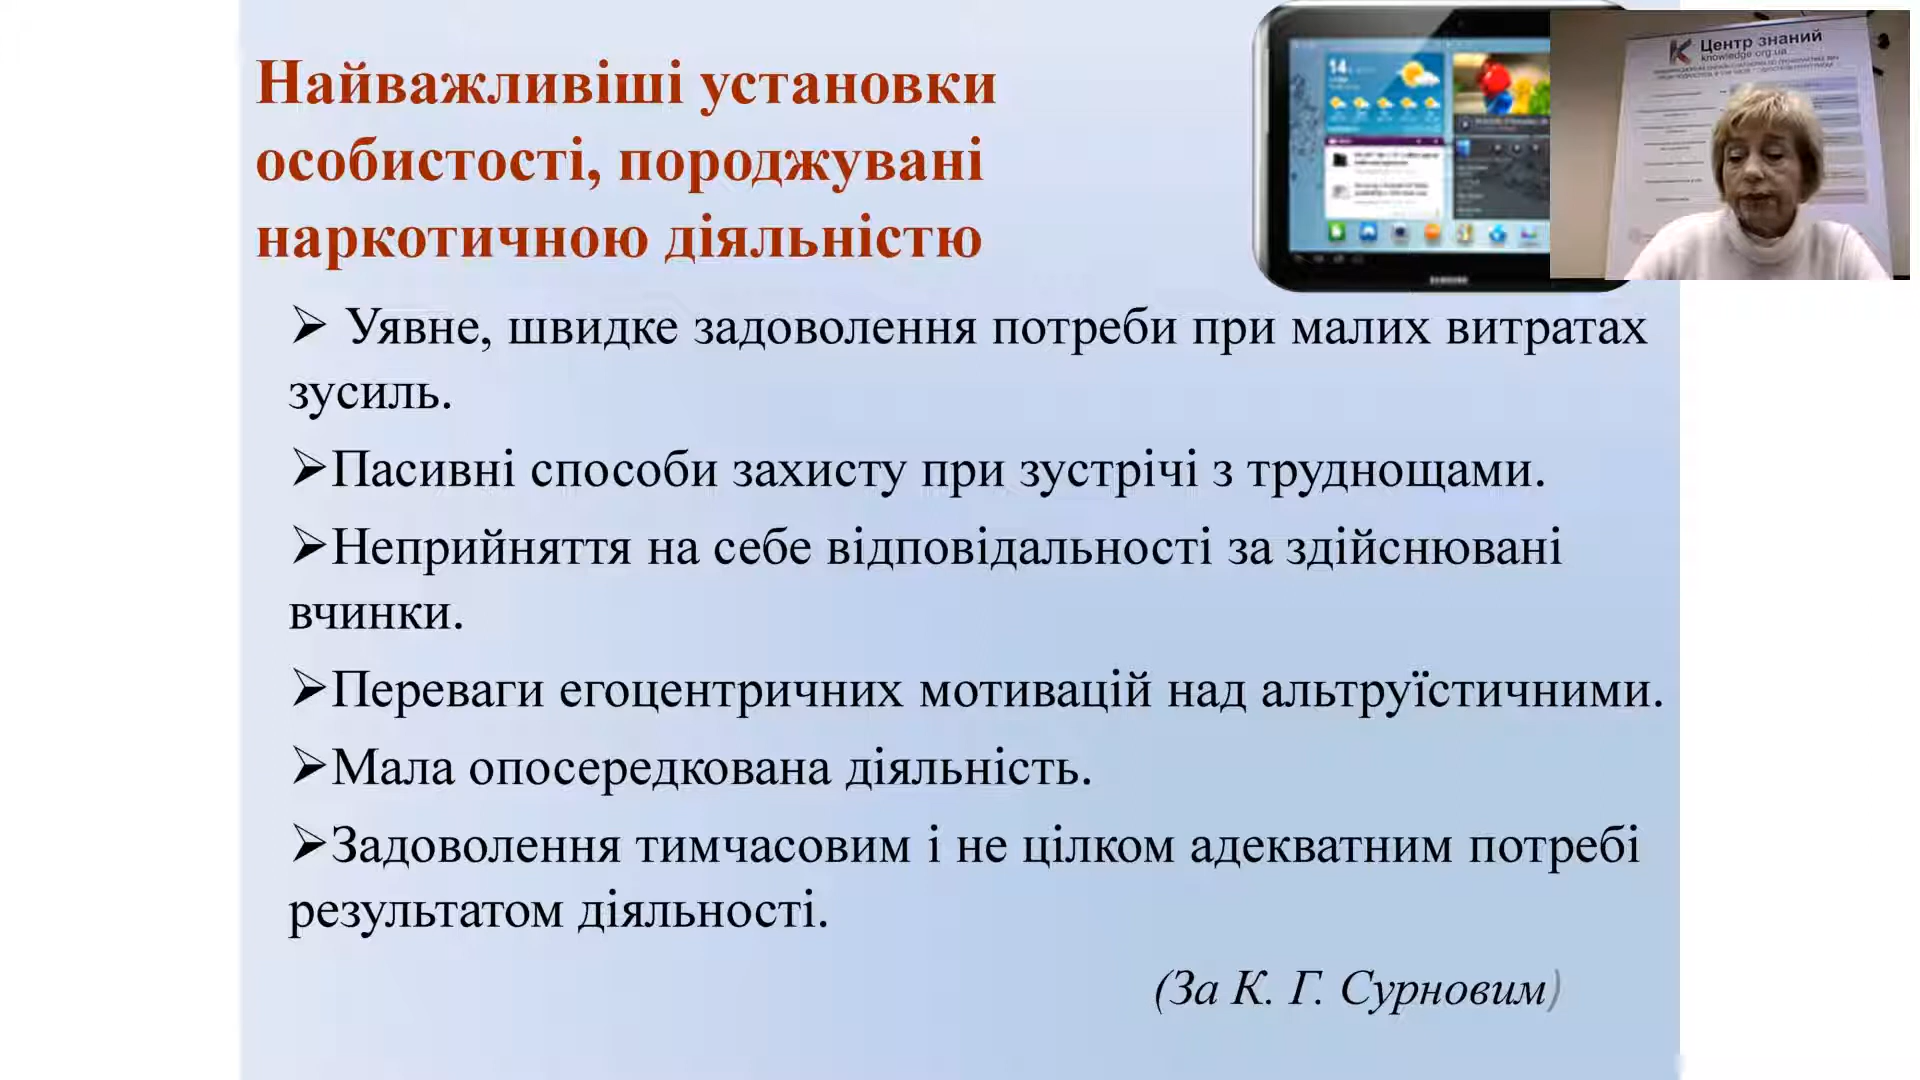 Найважливіші установки
особистості, породжувані
наркотичною діяльністю
14
SAMSUNG
Центр знаний
knowledge.org.ua
➢ Уявне, швидке задоволення потреби при малих витратах
зусиль.
➢Пасивні способи захисту при зустрічі з труднощами.
➢Неприйняття на себе відповідальності за здійснювані
вчинки.
➢Переваги егоцентричних мотивацій над альтруїстичними.
➢Мала опосередкована діяльність.
➢Задоволення тимчасовим і не цілком адекватним потребі
результатом діяльності.
(За К. Г. Сурновим)